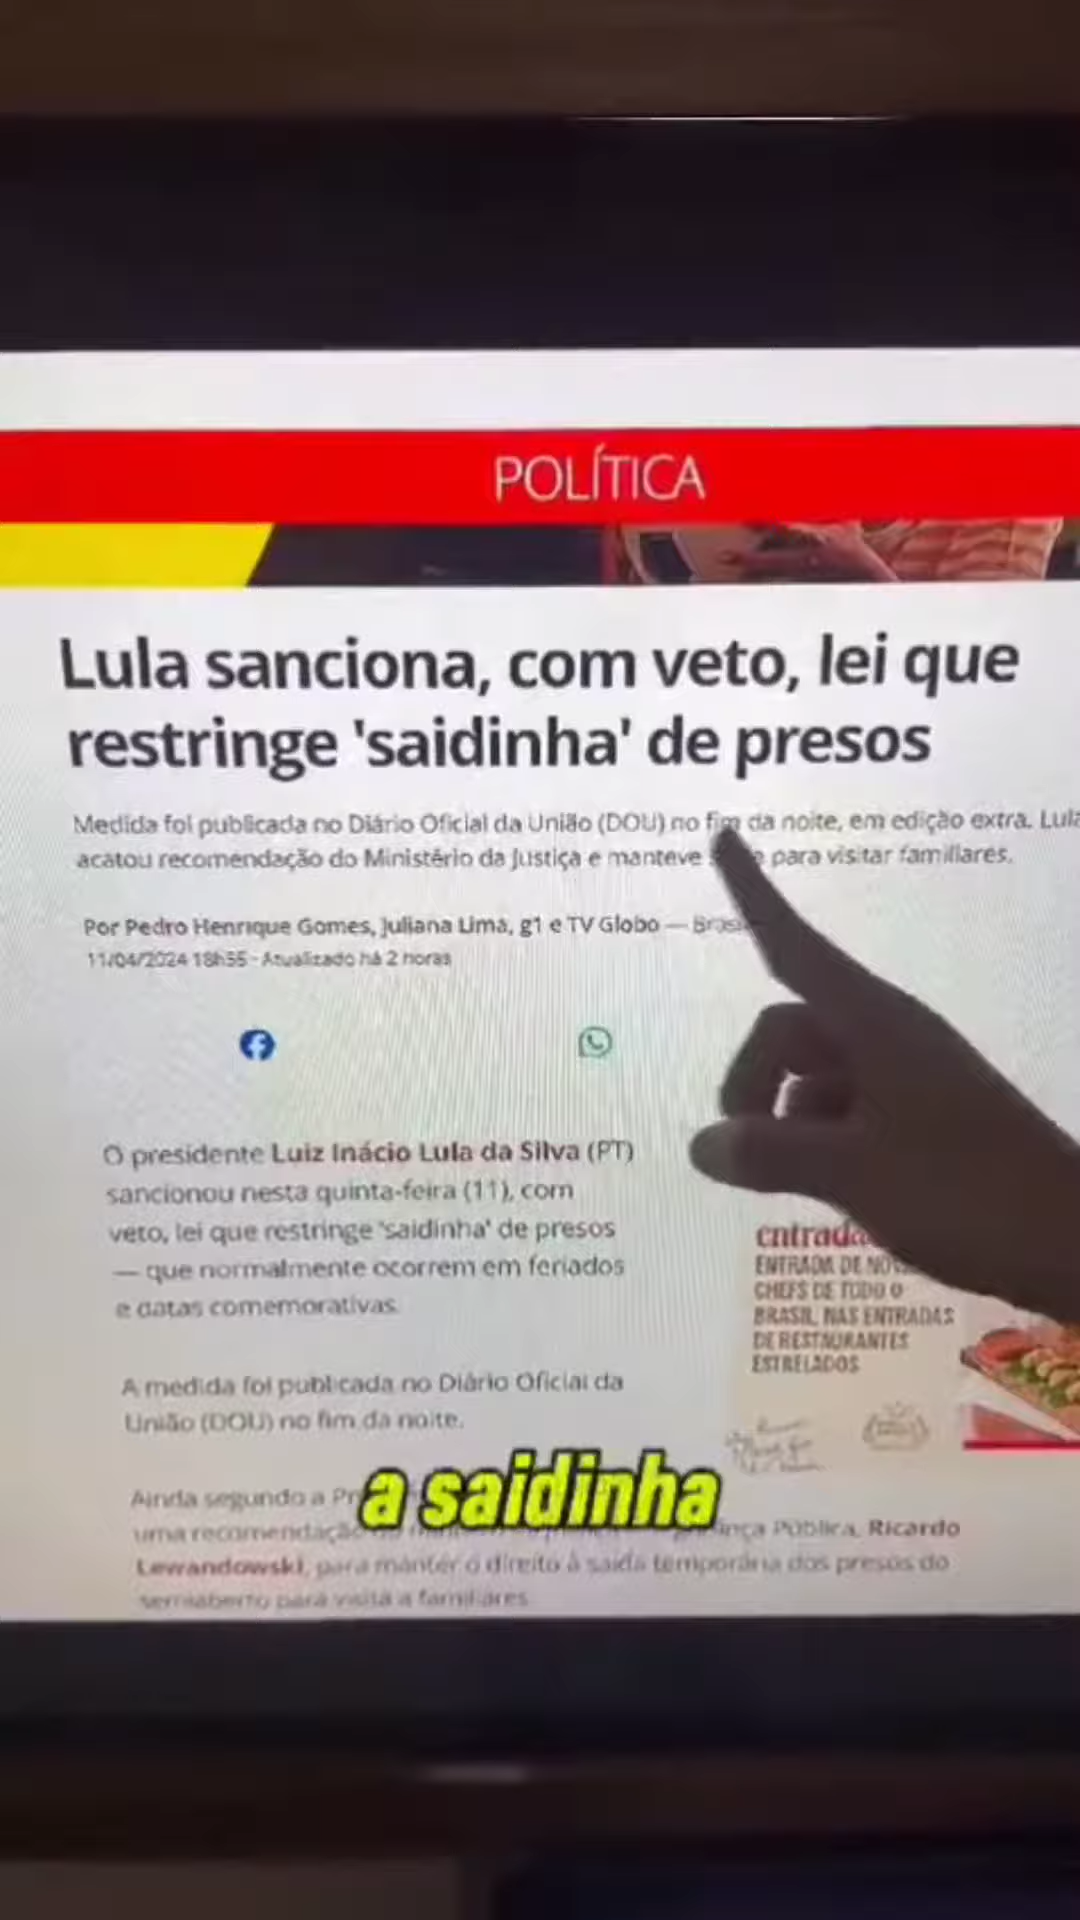 POLÍTICA
Lula sanciona, com veto, lei que
restringe 'saidinha' de presos
Medida foi publicada no Diário Oficial da União (DOU) no fim da noite, em edição extra. Lula
acatou recomendação do Ministério da Justiça e manteve para visitar familiares.
Por Pedro Henrique Gomes, Juliana Lima, g1 e TV Globo — Brasí
11/04/2024 18h55 · Atualizado há 2 horas
O presidente Luiz Inácio Lula da Silva (PT)
sancionou nesta quinta-feira (11), com
veto, lei que restringe 'saidinha' de presos
— que normalmente ocorrem em feriados
e datas comemorativas.
entrada
ENTRADA DE
CHEFS DE TODO O
BRASIL, NAS ENTRADAS
DE RESTAURANTES
ESTRELADOS
A medida foi publicada no Diário Oficial da
União (DOU) no fim da noite.
a saidinha
Ainda segundo a
uma recomendação Pública, Ricardo
Lewandowski, para manter o direito à saída temporária dos presos do
semiaberto para visita a familiares.